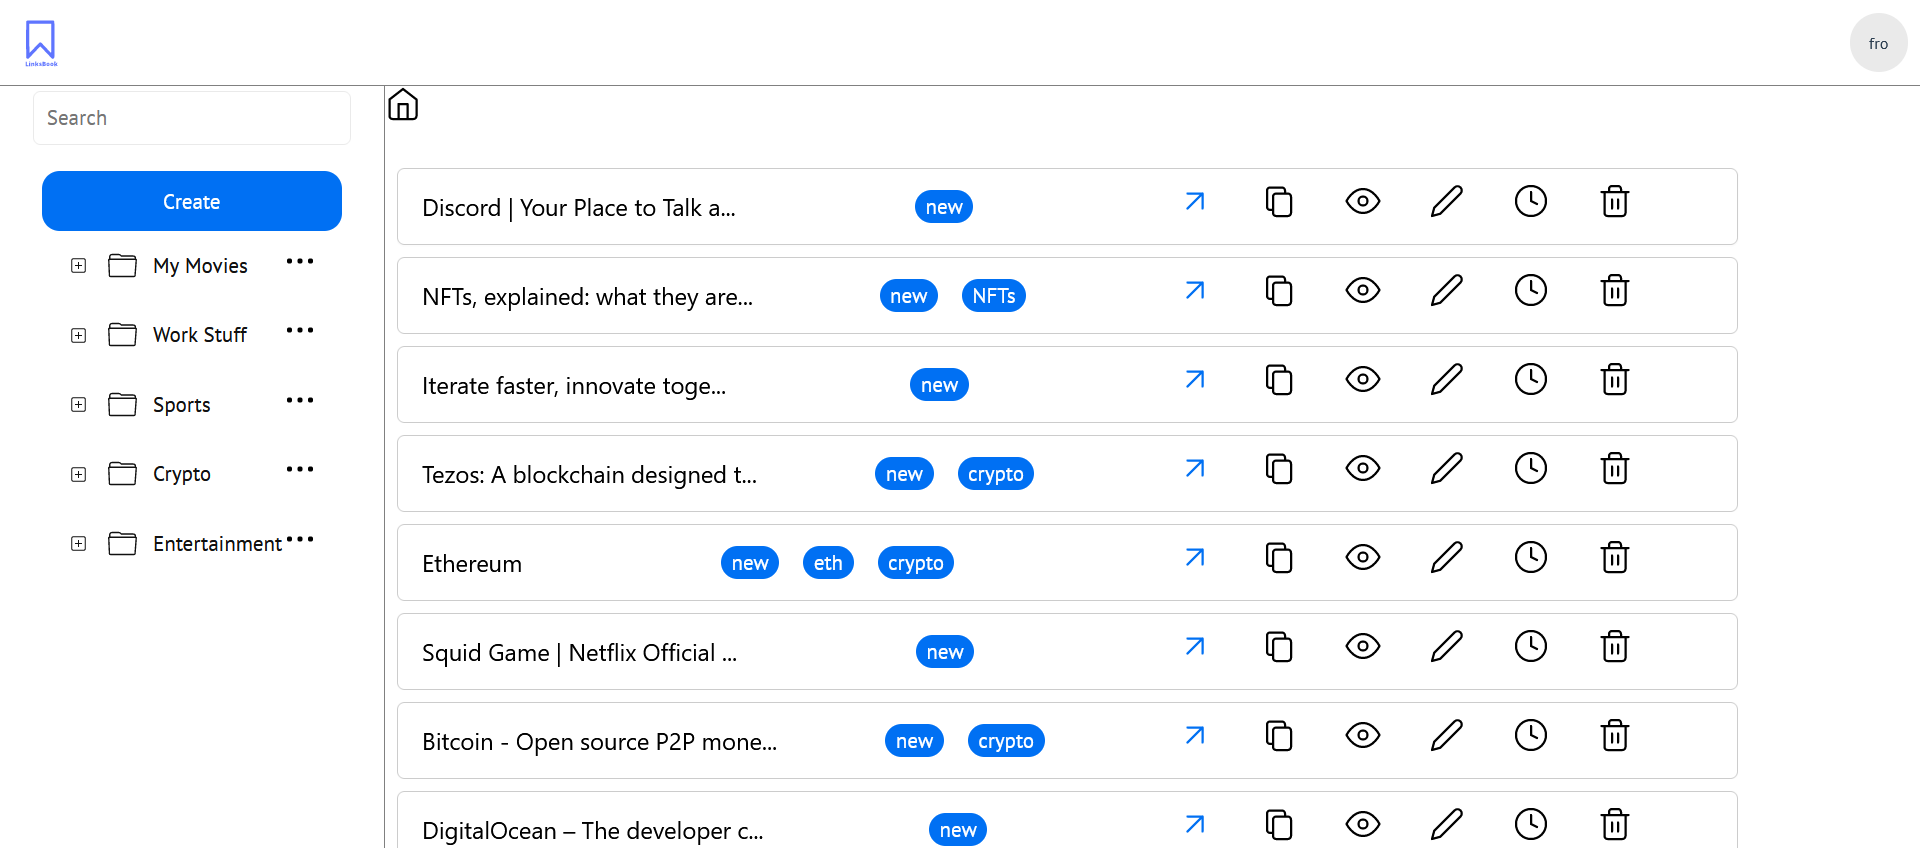 LinksBook
fro
Search
Create
My Movies
Work Stuff
Sports
Crypto
Entertainment
Discord | Your Place to Talk a... new
NFTs, explained: what they are... new NFTs
Iterate faster, innovate toge... new
Tezos: A blockchain designed t... new crypto
Ethereum new eth crypto
Squid Game | Netflix Official ... new
Bitcoin - Open source P2P mone... new crypto
DigitalOcean – The developer c... new